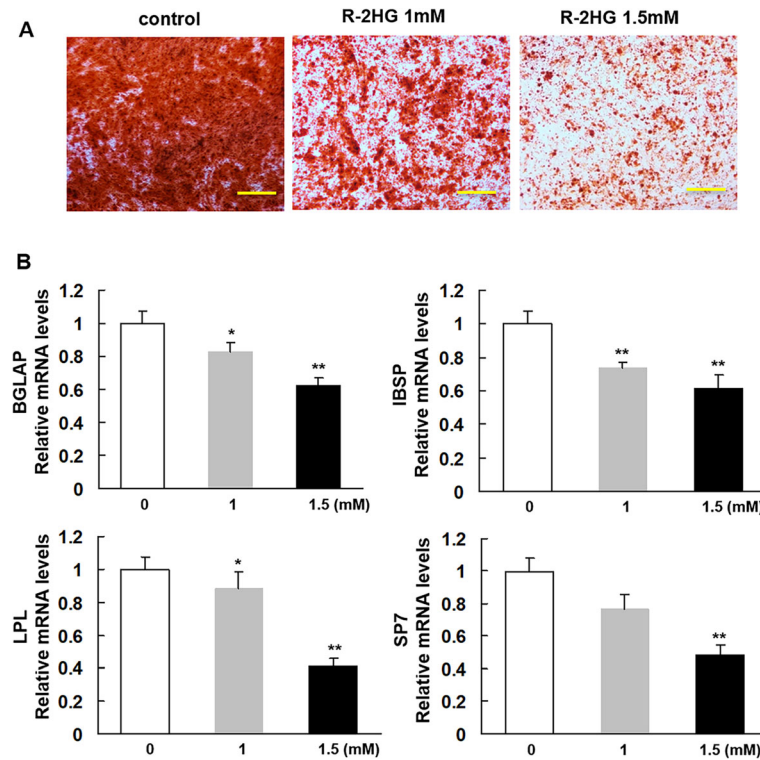 A
control
R-2HG 1mM
R-2HG 1.5mM
B
BGLAP
Relative mRNA levels
1.2
1
0.8
0.6
0.4
0.2
0
*
**
0
1
1.5 (mM)
IBSP
Relative mRNA levels
1.2
1
0.8
0.6
0.4
0.2
0
**
**
0
1
1.5 (mM)
LPL
Relative mRNA levels
1.2
1
0.8
0.6
0.4
0.2
0
*
**
0
1
1.5 (mM)
SP7
Relative mRNA levels
1.2
1
0.8
0.6
0.4
0.2
0
**
0
1
1.5 (mM)